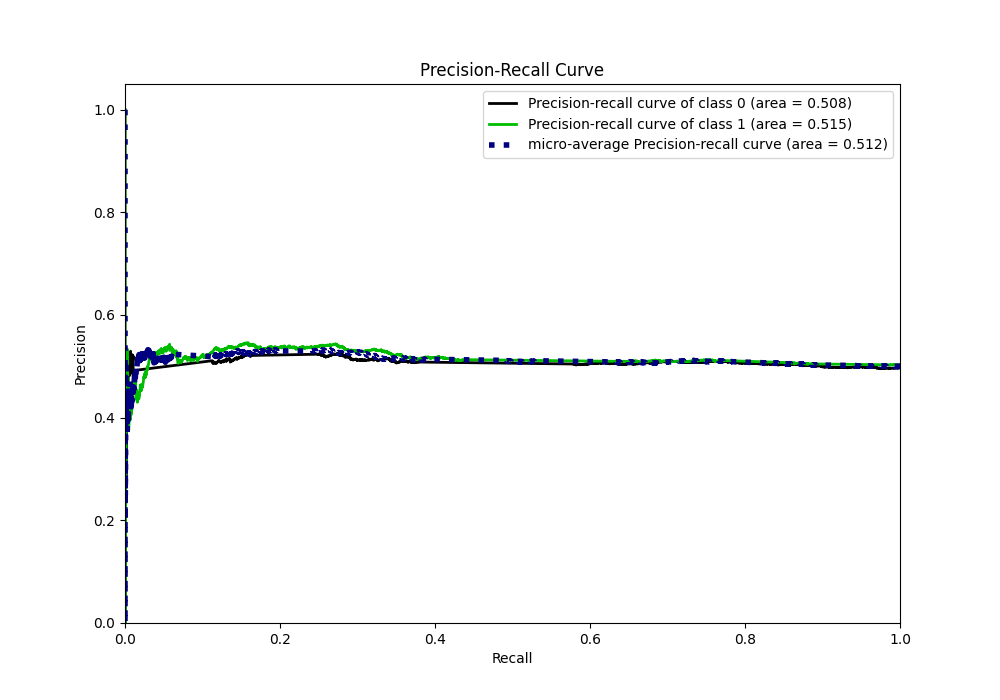 Precision-Recall Curve
Precision-recall curve of class 0 (area = 0.508)
Precision-recall curve of class 1 (area = 0.515)
micro-average Precision-recall curve (area = 0.512)
Precision
1.0
0.8
0.6
0.4
0.2
0.0
0.0 0.2 0.4 0.6 0.8 1.0
Recall